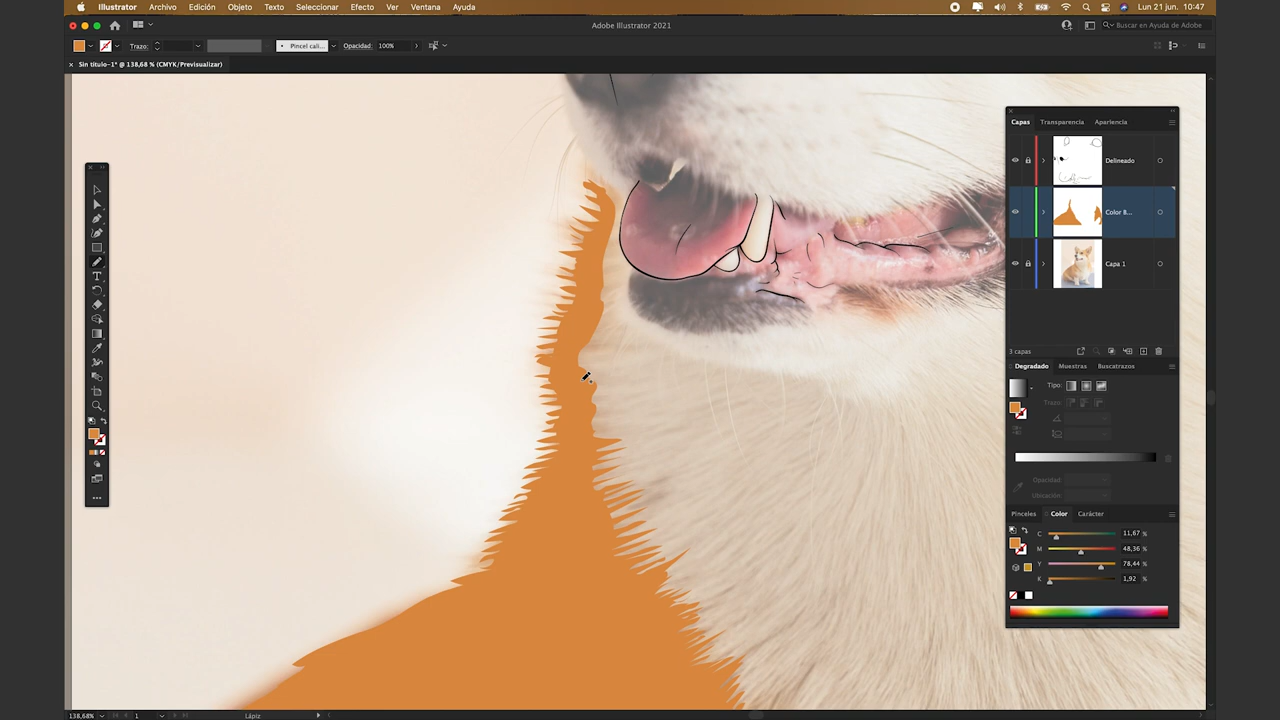 Illustrator Archivo Edición Objeto Texto Seleccionar Efecto Ver Ventana Ayuda Lun 21 jun. 10:47
Adobe Illustrator 2021 Buscar en Ayuda de Adobe
Trazo: Pincel cali... Opacidad: 100%
× Sin título-1* @ 138,68 % (CMYK/Previsualizar)
Capas Transparencia Apariencia
Delineado
Color B...
Capa 1
3 capas
Degradado Muestras Buscatrazos
Tipo:
Trazo:
Opacidad:
Ubicación:
Pinceles Color Carácter
C 11,67 %
M 48,36 %
Y 78,44 %
K 1,92 %
138,68% 1 Lápiz